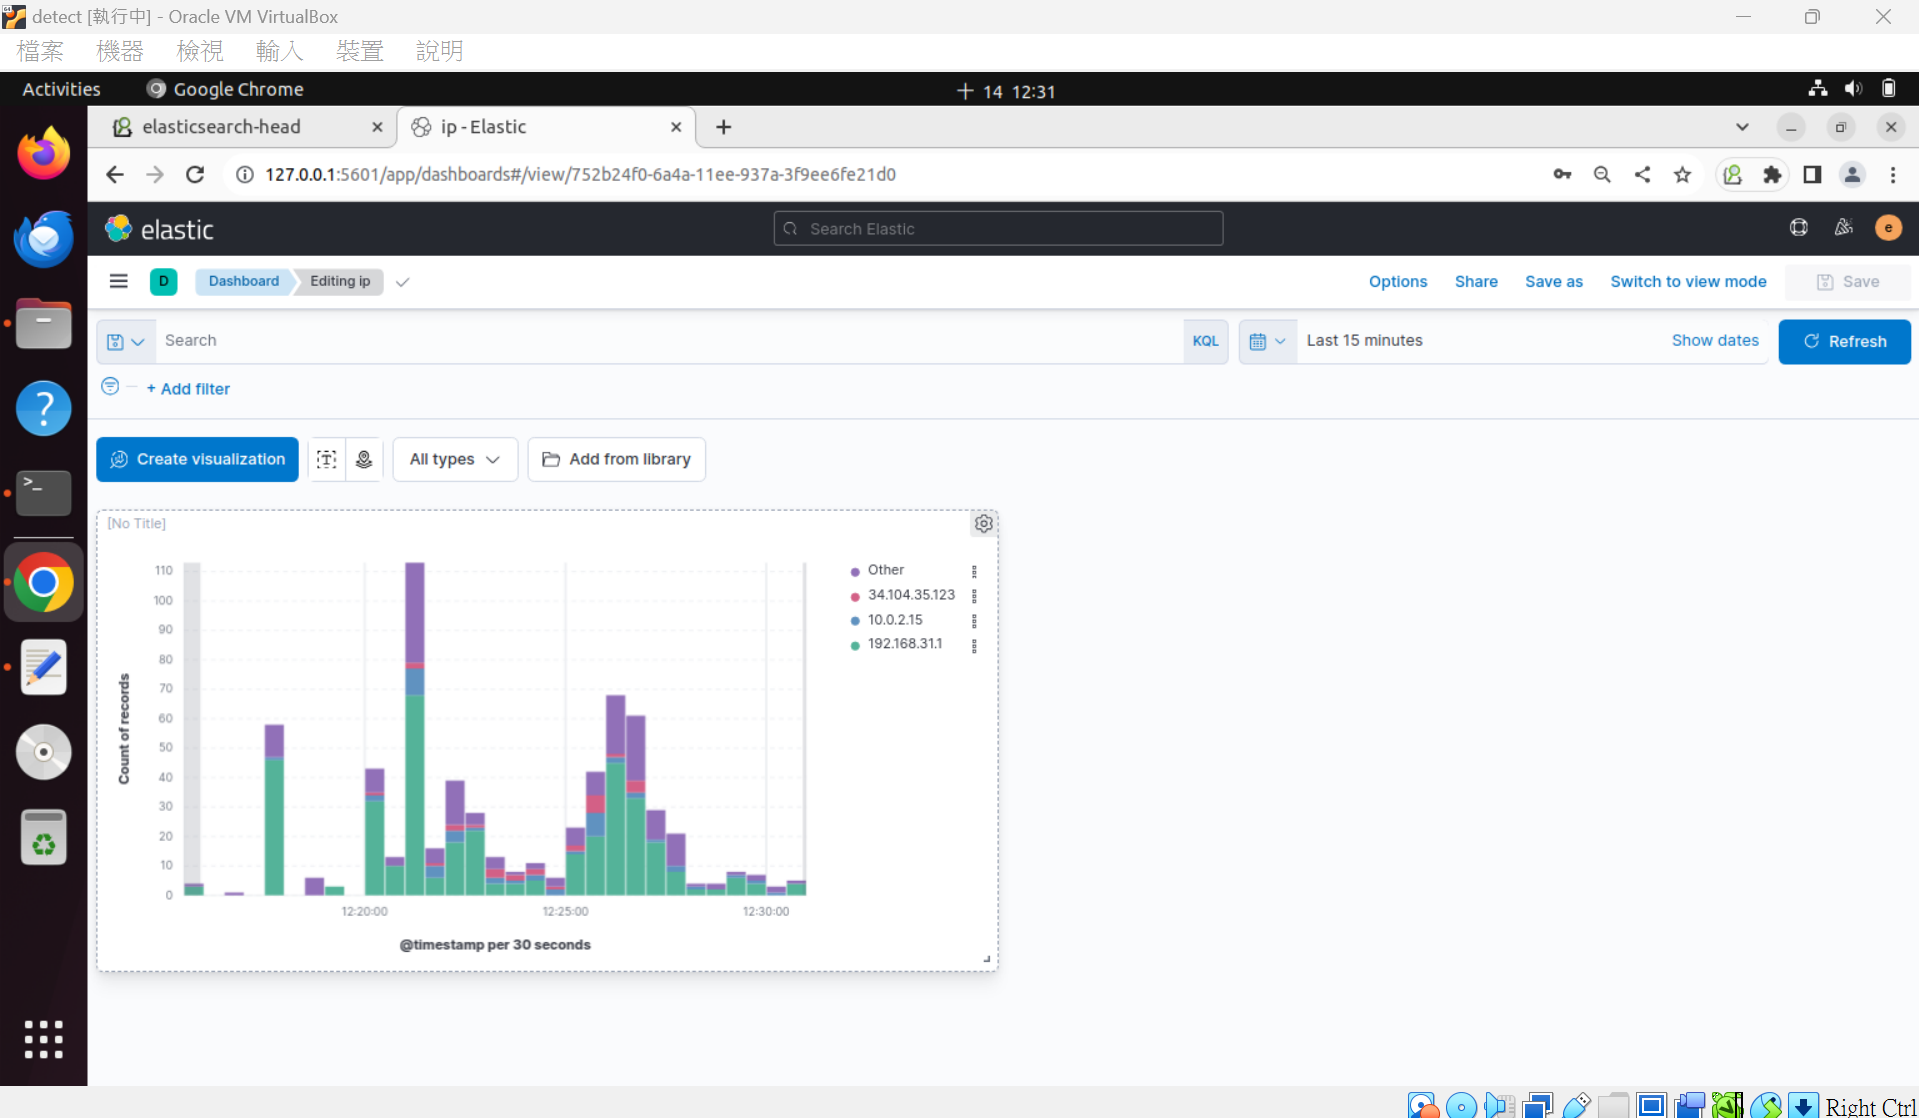 detect [執行中] - Oracle VM VirtualBox
檔案 機器 檢視 輸入 裝置 說明
Activities Google Chrome 十 14 12:31
elasticsearch-head ip - Elastic
127.0.0.1:5601/app/dashboards#/view/752b24f0-6a4a-11ee-937a-3f9ee6fe21d0
elastic Search Elastic e
D Dashboard Editing ip Options Share Save as Switch to view mode Save
Search KQL Last 15 minutes Show dates Refresh
+ Add filter
Create visualization T All types Add from library
[No Title]
110
100
90
80
70
60
50
40
30
20
10
0
Count of records
12:20:00 12:25:00 12:30:00
@timestamp per 30 seconds
Other
34.104.35.123
10.0.2.15
192.168.31.1
Right Ctrl